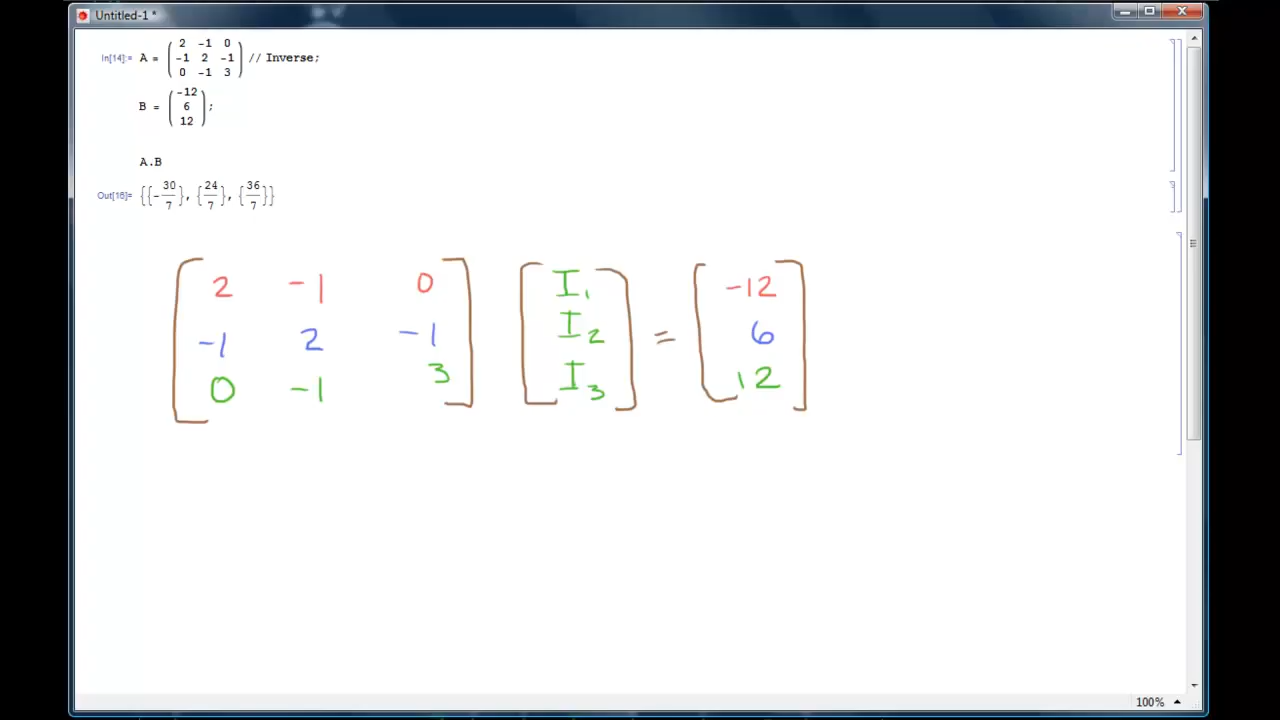 Untitled-1 *
In[14]:= A = ( 2 -1 0
-1 2 -1
0 -1 3 ) // Inverse;
B = ( -12
6
12 ) ;
A.B
Out[16]= {{-30/7}, {24/7}, {36/7}}
[ 2 -1 0 ] [ I₁ ] [ -12 ]
[ -1 2 -1 ] [ I₂ ] = [ 6 ]
[ 0 -1 3 ] [ I₃ ] [ 12 ]
100%